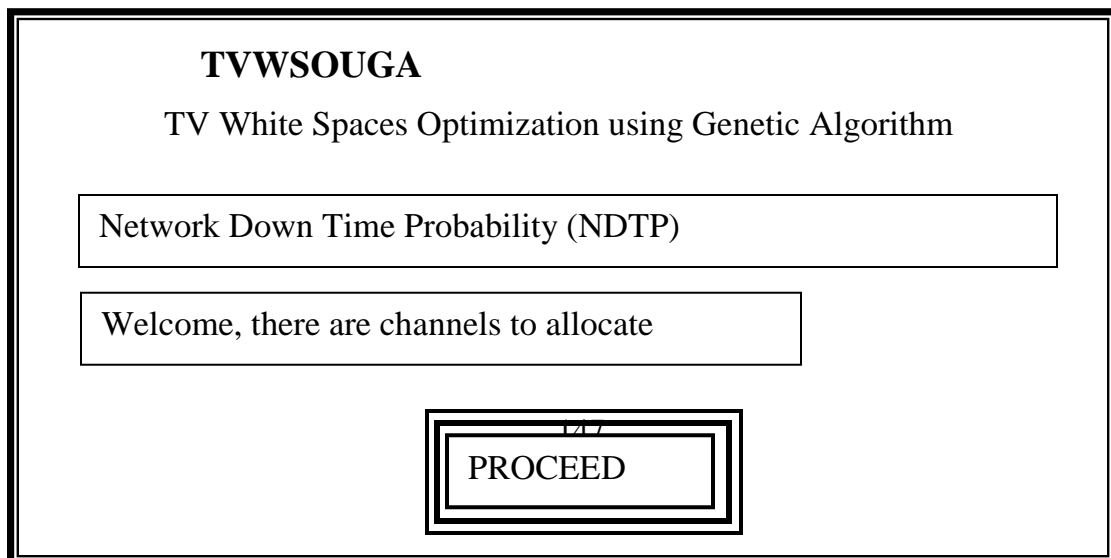 TVWSOUGA
TV White Spaces Optimization using Genetic Algorithm
Network Down Time Probability (NDTP)
Welcome, there are channels to allocate
PROCEED